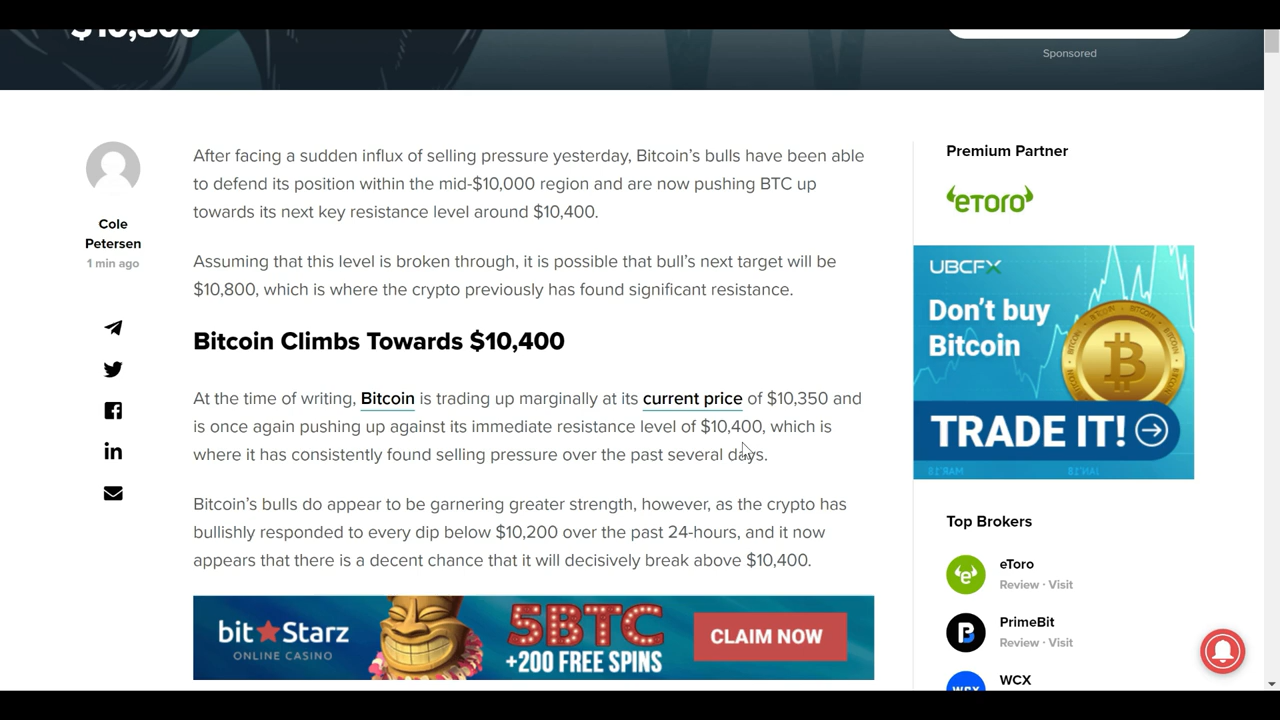 $10,800
Sponsored
Cole
Petersen
1 min ago
After facing a sudden influx of selling pressure yesterday, Bitcoin’s bulls have been able
to defend its position within the mid-$10,000 region and are now pushing BTC up
towards its next key resistance level around $10,400.
Assuming that this level is broken through, it is possible that bull’s next target will be
$10,800, which is where the crypto previously has found significant resistance.
Bitcoin Climbs Towards $10,400
At the time of writing, Bitcoin is trading up marginally at its current price of $10,350 and
is once again pushing up against its immediate resistance level of $10,400, which is
where it has consistently found selling pressure over the past several days.
Bitcoin’s bulls do appear to be garnering greater strength, however, as the crypto has
bullishly responded to every dip below $10,200 over the past 24-hours, and it now
appears that there is a decent chance that it will decisively break above $10,400.
bit Starz
ONLINE CASINO
5BTC
+200 FREE SPINS
CLAIM NOW
Premium Partner
eToro
UBCFX
Don’t buy
Bitcoin
TRADE IT!
Top Brokers
eToro
Review · Visit
PrimeBit
Review · Visit
WCX